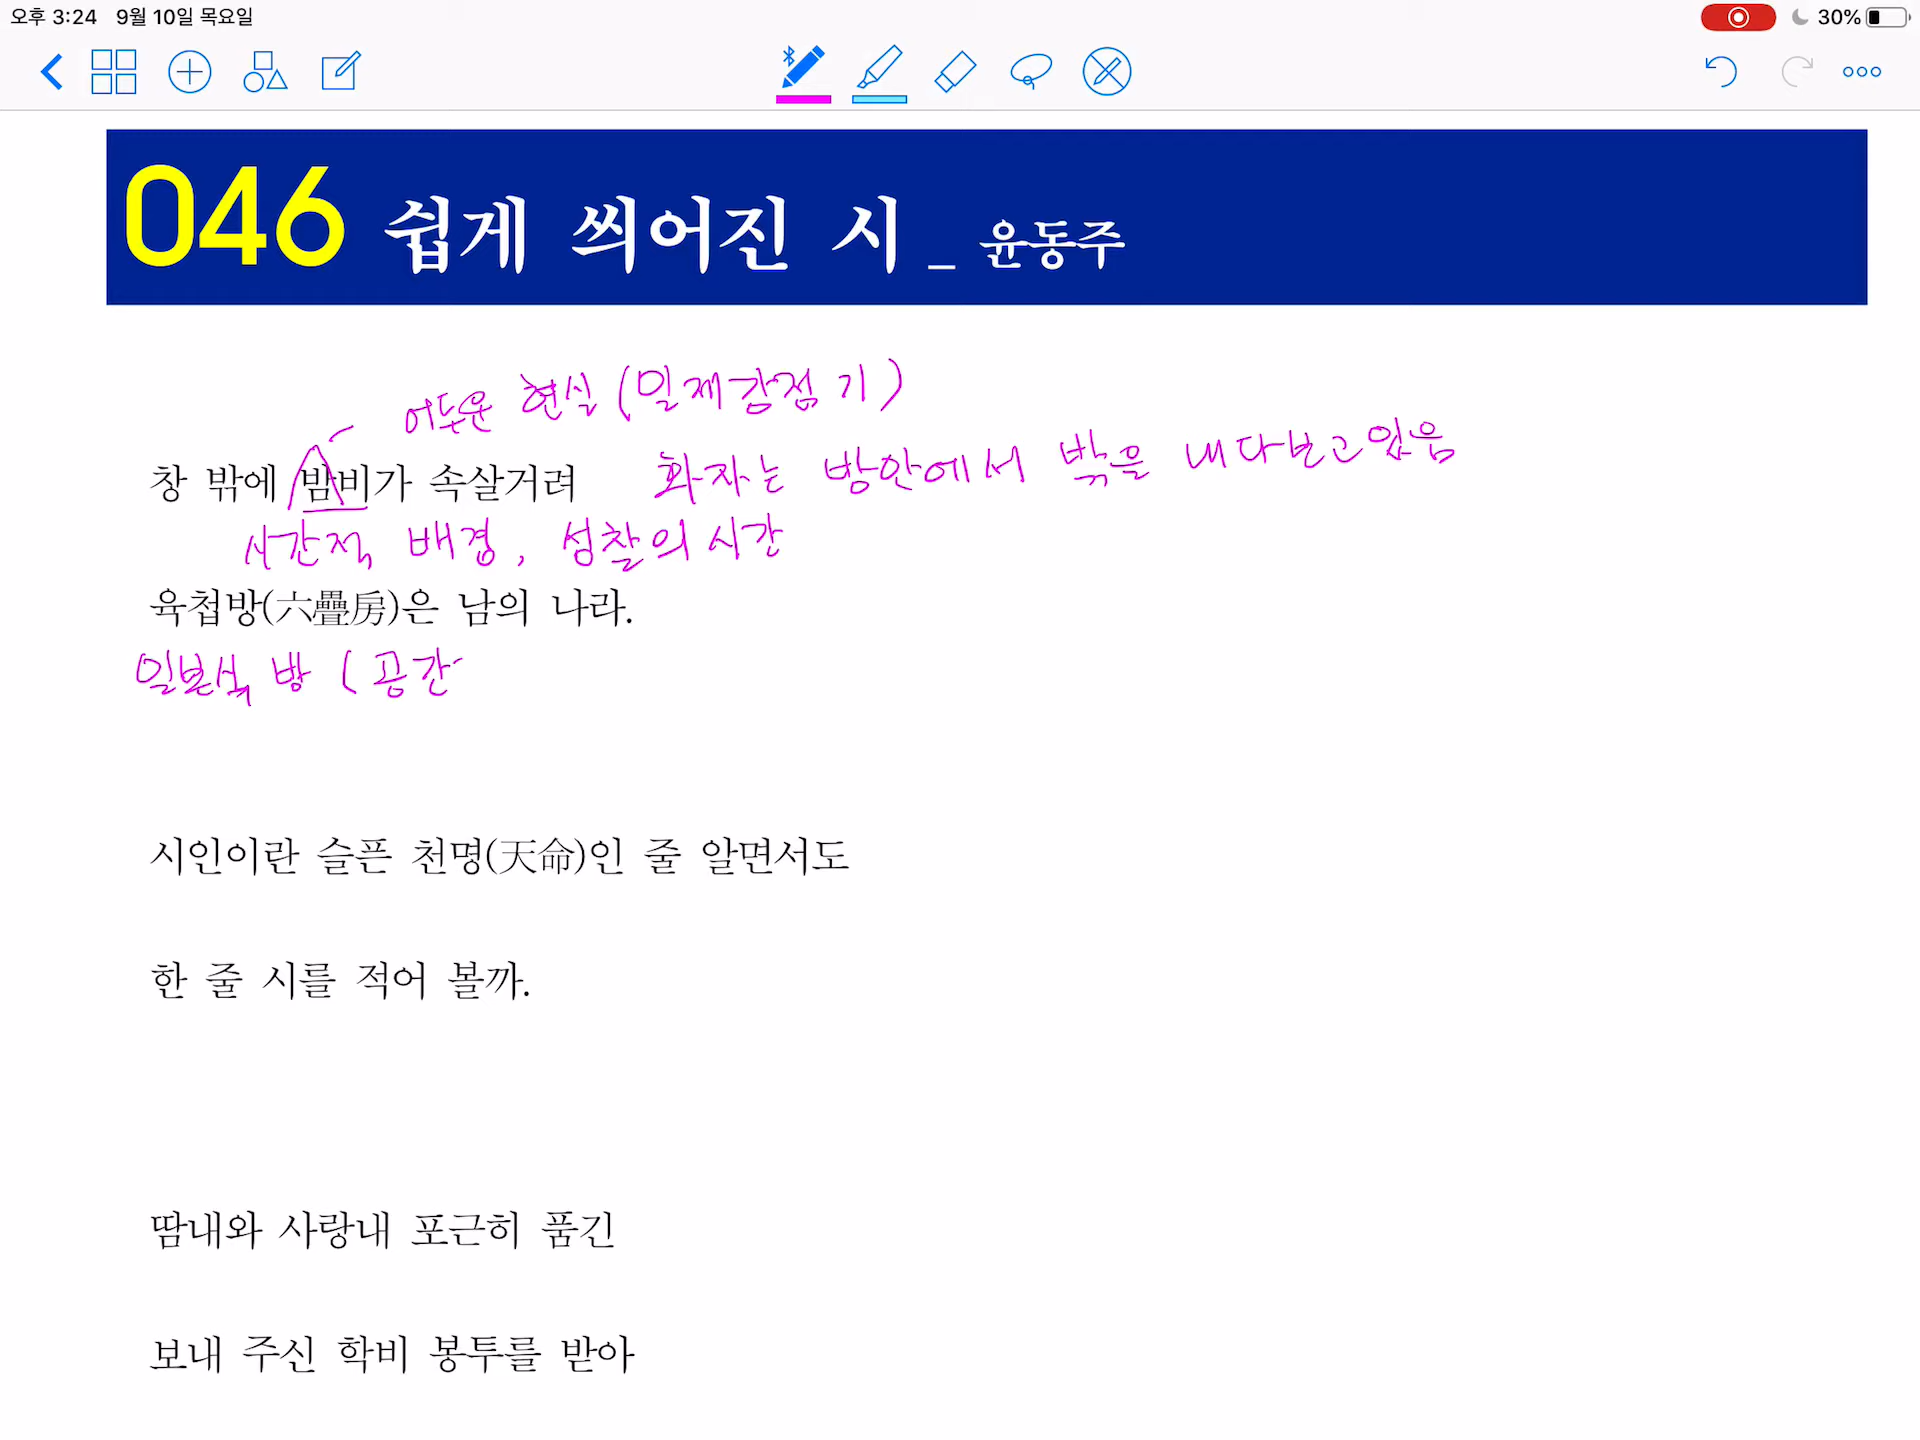 오후 3:24 9월 10일 목요일 30%
046 쉽게 씌어진 시 _ 윤동주
어두운 현실 (일제강점기)
창 밖에 밤비가 속살거려 화자는 방안에서 밖을 내다보고 있음
시간적 배경, 성찰의 시간
육첩방(六疊房)은 남의 나라.
일본식 방 (공간
시인이란 슬픈 천명(天命)인 줄 알면서도
한 줄 시를 적어 볼까.
땀내와 사랑내 포근히 품긴
보내 주신 학비 봉투를 받아